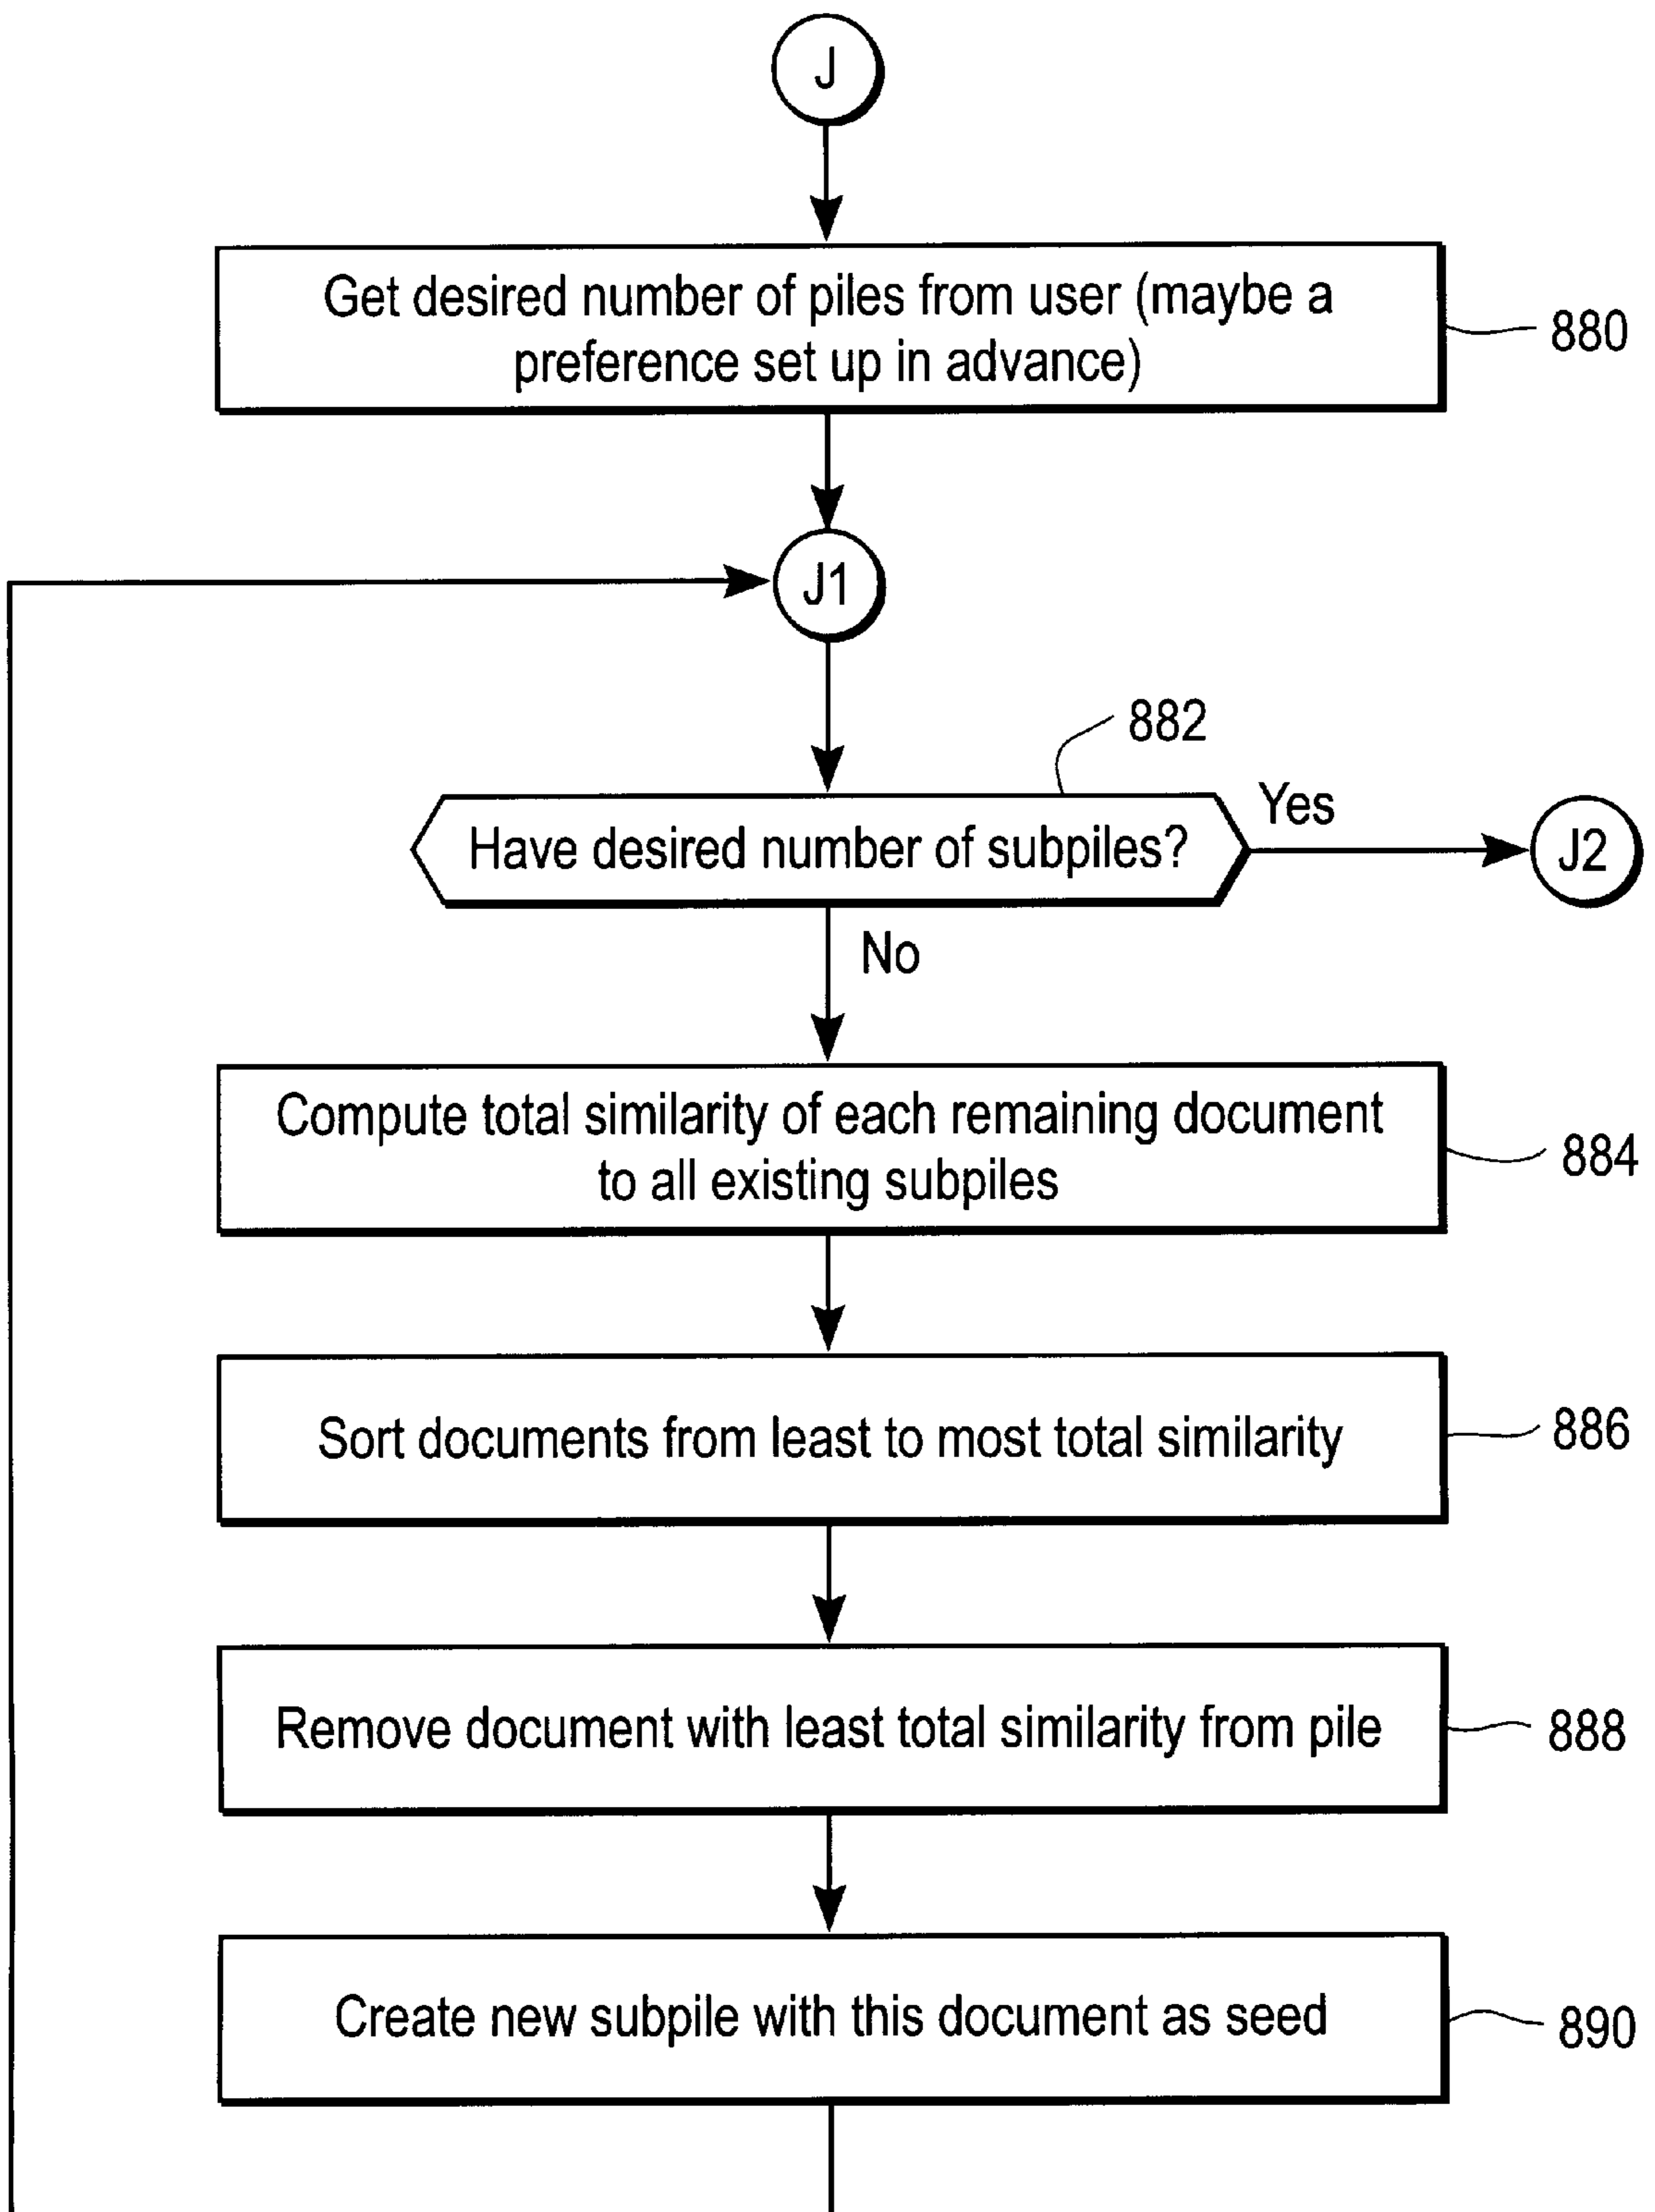 J
Get desired number of piles from user (maybe a
preference set up in advance)
880
J1
882
Have desired number of subpiles?
Yes
J2
No
Compute total similarity of each remaining document
to all existing subpiles
884
Sort documents from least to most total similarity
886
Remove document with least total similarity from pile
888
Create new subpile with this document as seed
890